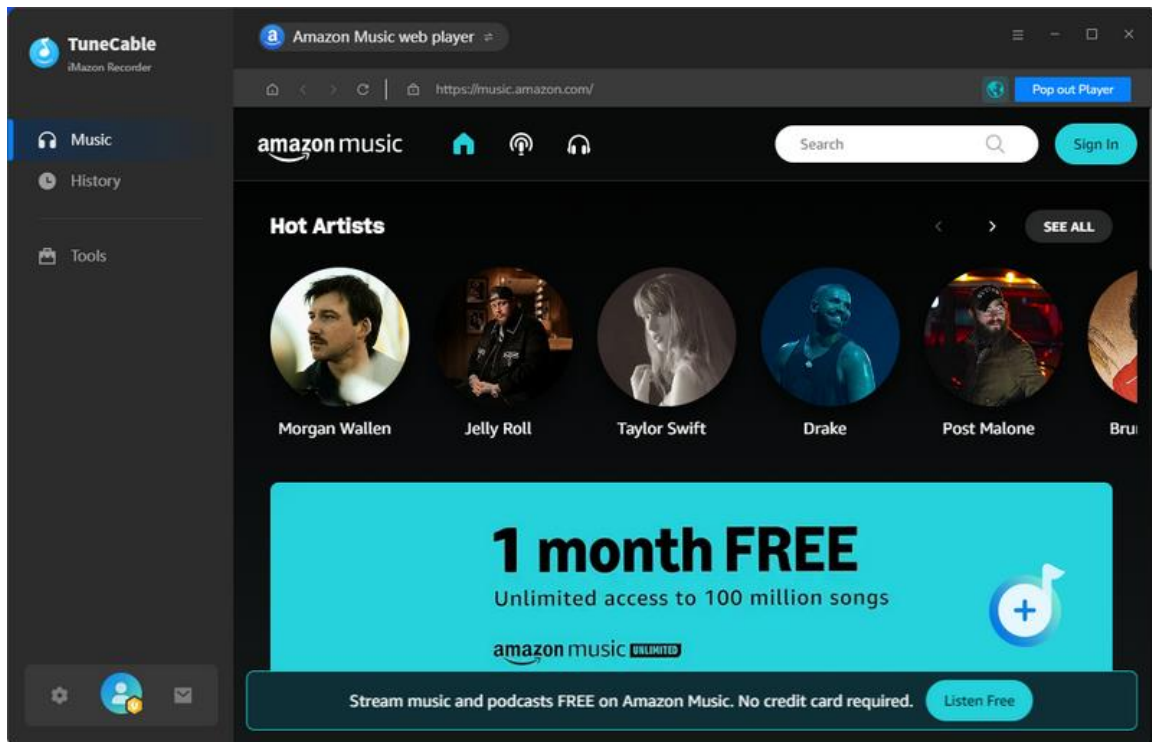 TuneCable
iMazon Recorder
Music
History
Tools
a Amazon Music web player
https://music.amazon.com/
Pop out Player
amazon music
Search
Sign In
Hot Artists
SEE ALL
Morgan Wallen
Jelly Roll
Taylor Swift
Drake
Post Malone
Bru
1 month FREE
Unlimited access to 100 million songs
amazon music UNLIMITED
Stream music and podcasts FREE on Amazon Music. No credit card required.
Listen Free